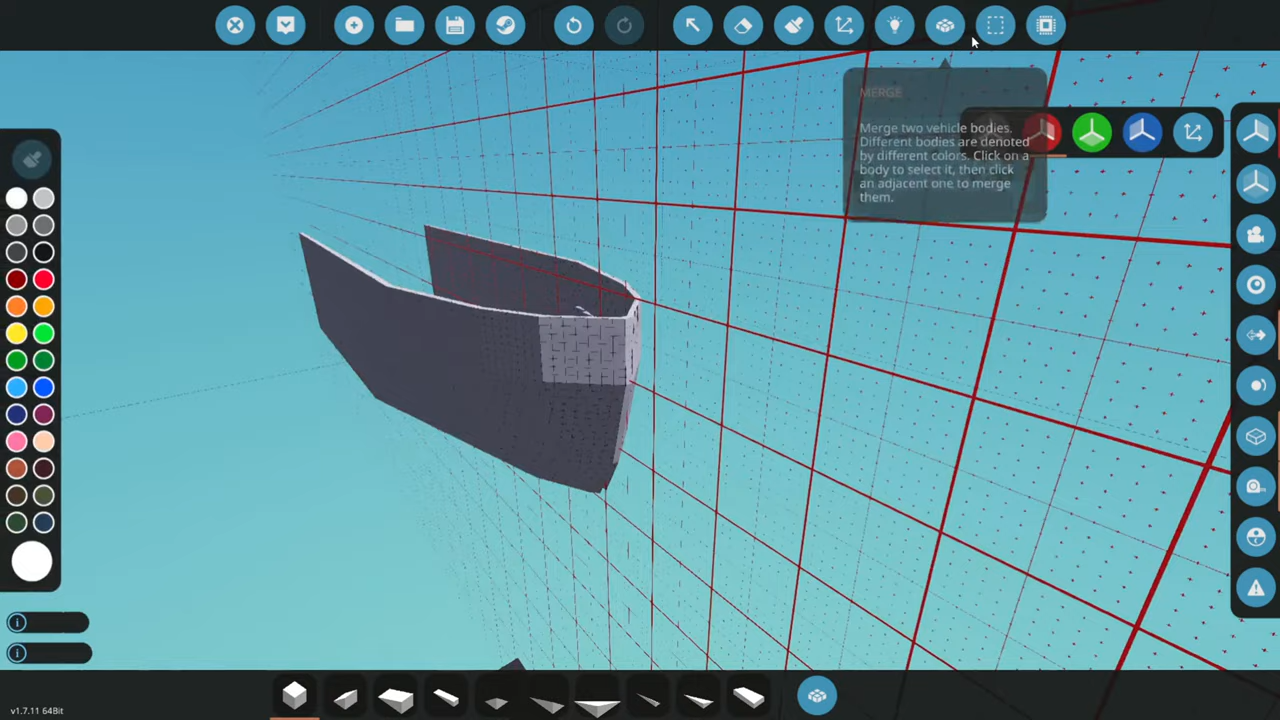 MERGE
Merge two vehicle bodies.
Different bodies are denoted
by different colors. Click on a
body to select it, then click
an adjacent one to merge
them.
v1.7.11 64Bit